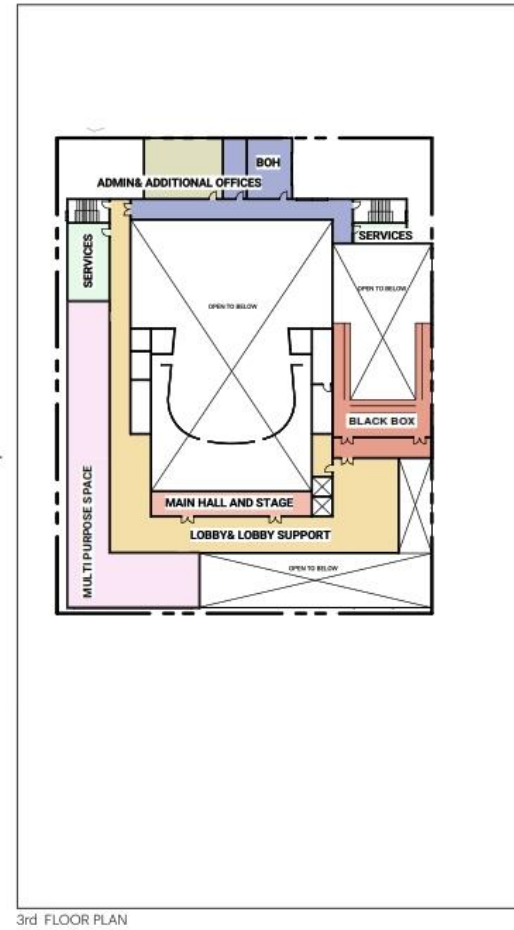 BOH
ADMIN& ADDITIONAL OFFICES
SERVICES
SERVICES
OPEN TO BELOW
OPEN TO BELOW
BLACK BOX
MULTI PURPOSE SPACE
MAIN HALL AND STAGE
LOBBY& LOBBY SUPPORT
OPEN TO BELOW
3rd FLOOR PLAN